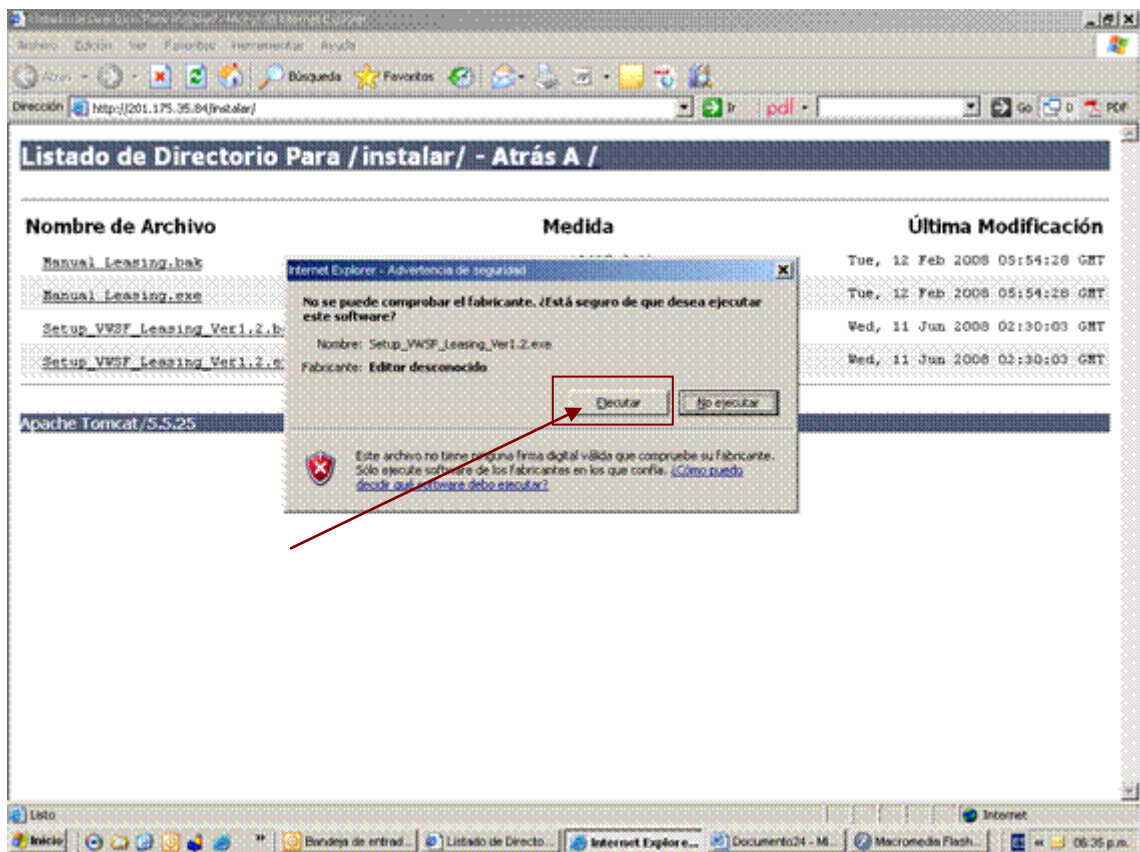 Archivo Edición Ver Favoritos Herramientas Ayuda
Atrás Búsqueda Favoritos
Dirección http://201.175.35.84/instalar/ Ir pdf Go 0 PDF
Listado de Directorio Para /instalar/ - Atrás A /
Nombre de Archivo Medida Última Modificación
Manual_Leasing.bak Tue, 12 Feb 2008 05:54:28 GMT
Manual_Leasing.exe Tue, 12 Feb 2008 05:54:28 GMT
Setup_VWSF_Leasing_Ver1.2.b Wed, 11 Jun 2008 02:30:03 GMT
Setup_VWSF_Leasing_Ver1.2.e Wed, 11 Jun 2008 02:30:03 GMT
Apache Tomcat/5.5.25
Internet Explorer - Advertencia de seguridad
No se puede comprobar el fabricante. ¿Está seguro de que desea ejecutar
este software?
Nombre: Setup_VWSF_Leasing_Ver1.2.exe
Fabricante: Editor desconocido
Ejecutar No ejecutar
Este archivo no tiene ninguna firma digital válida que compruebe su fabricante.
Sólo ejecute software de los fabricantes en los que confía. ¿Cómo puedo
decidir qué software debo ejecutar?
Listo Internet
Inicio Bandeja de entrad... Listado de Directo... Internet Explore... Documento24 - M... Macromedia Flash... 06:35 p.m.